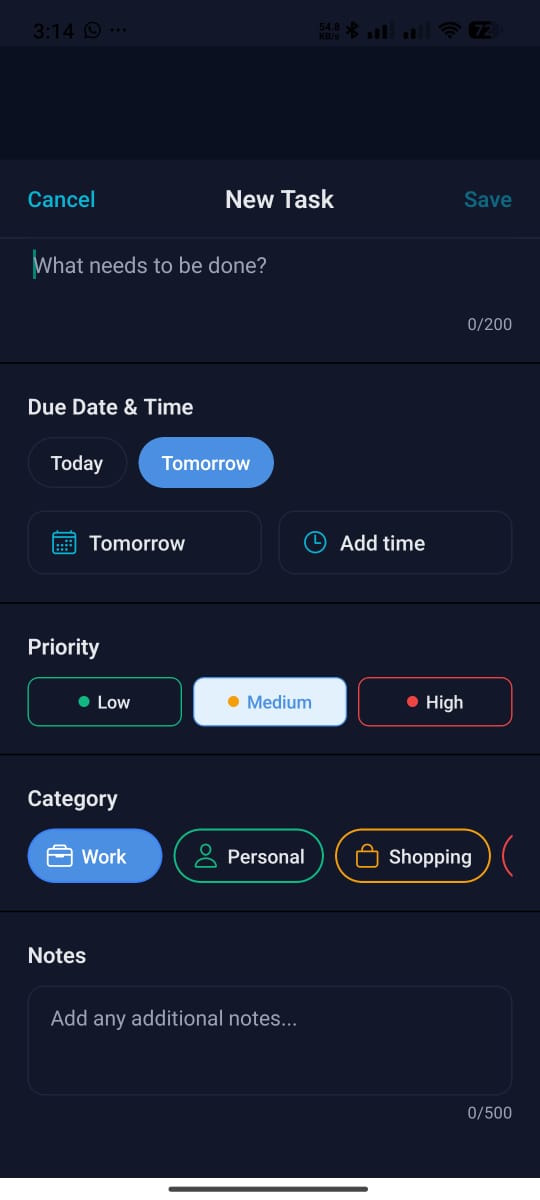 3:14 ...
54.8
KB/s
72
Cancel New Task Save
What needs to be done?
0/200
Due Date & Time
Today Tomorrow
Tomorrow Add time
Priority
Low Medium High
Category
Work Personal Shopping
Notes
Add any additional notes...
0/500